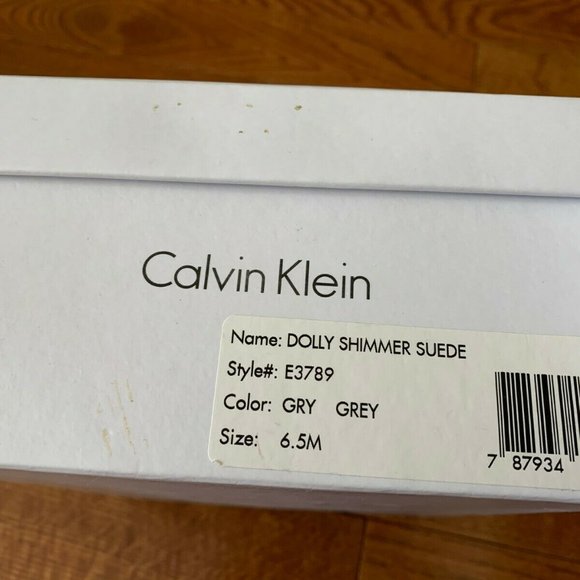 Calvin Klein
Name: DOLLY SHIMMER SUEDE
Style#: E3789
Color: GRY GREY
Size: 6.5M
7 87934